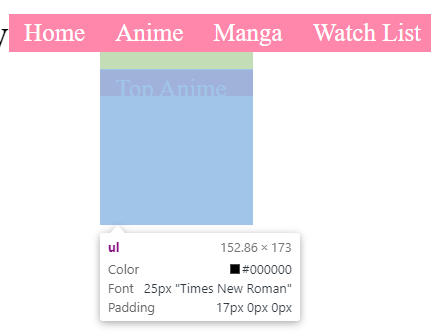 y Home Anime Manga Watch List
Top Anime
ul 152.86 × 173
Color #000000
Font 25px "Times New Roman"
Padding 17px 0px 0px